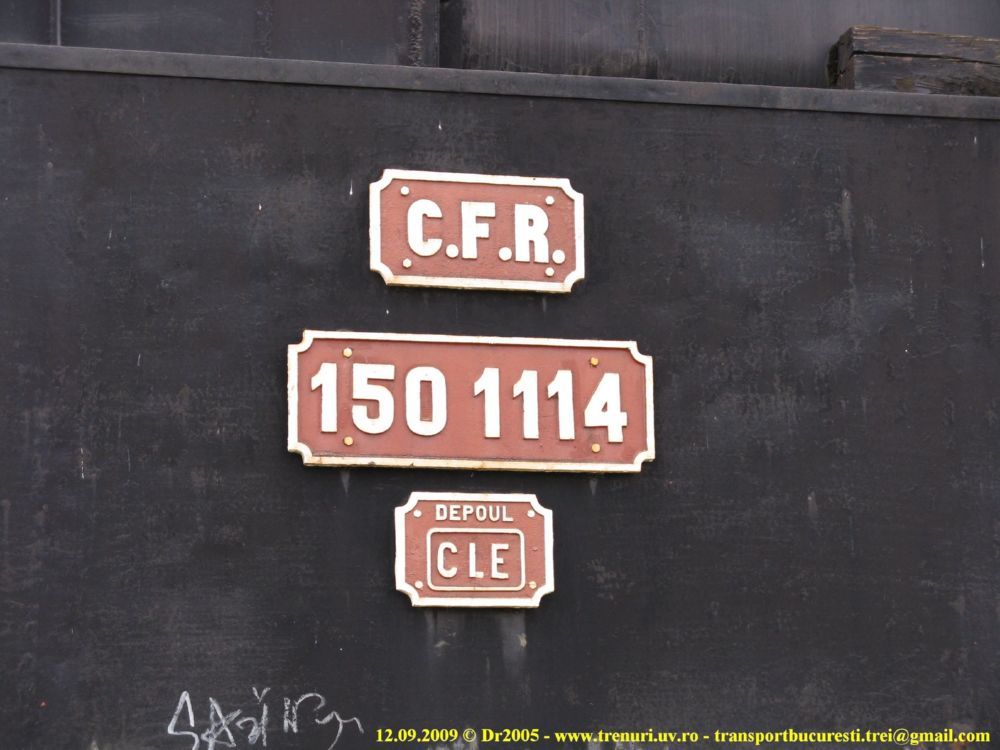 C.F.R.
150 1114
DEPOUL
CLE
12.09.2009 © Dr2005 - www.trenuri.uv.ro - transportbucuresti.trei@gmail.com